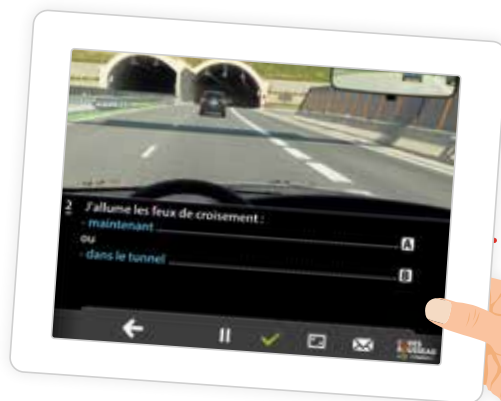 2 J'allume les feux de croisement :
- maintenant A
ou
- dans le tunnel B